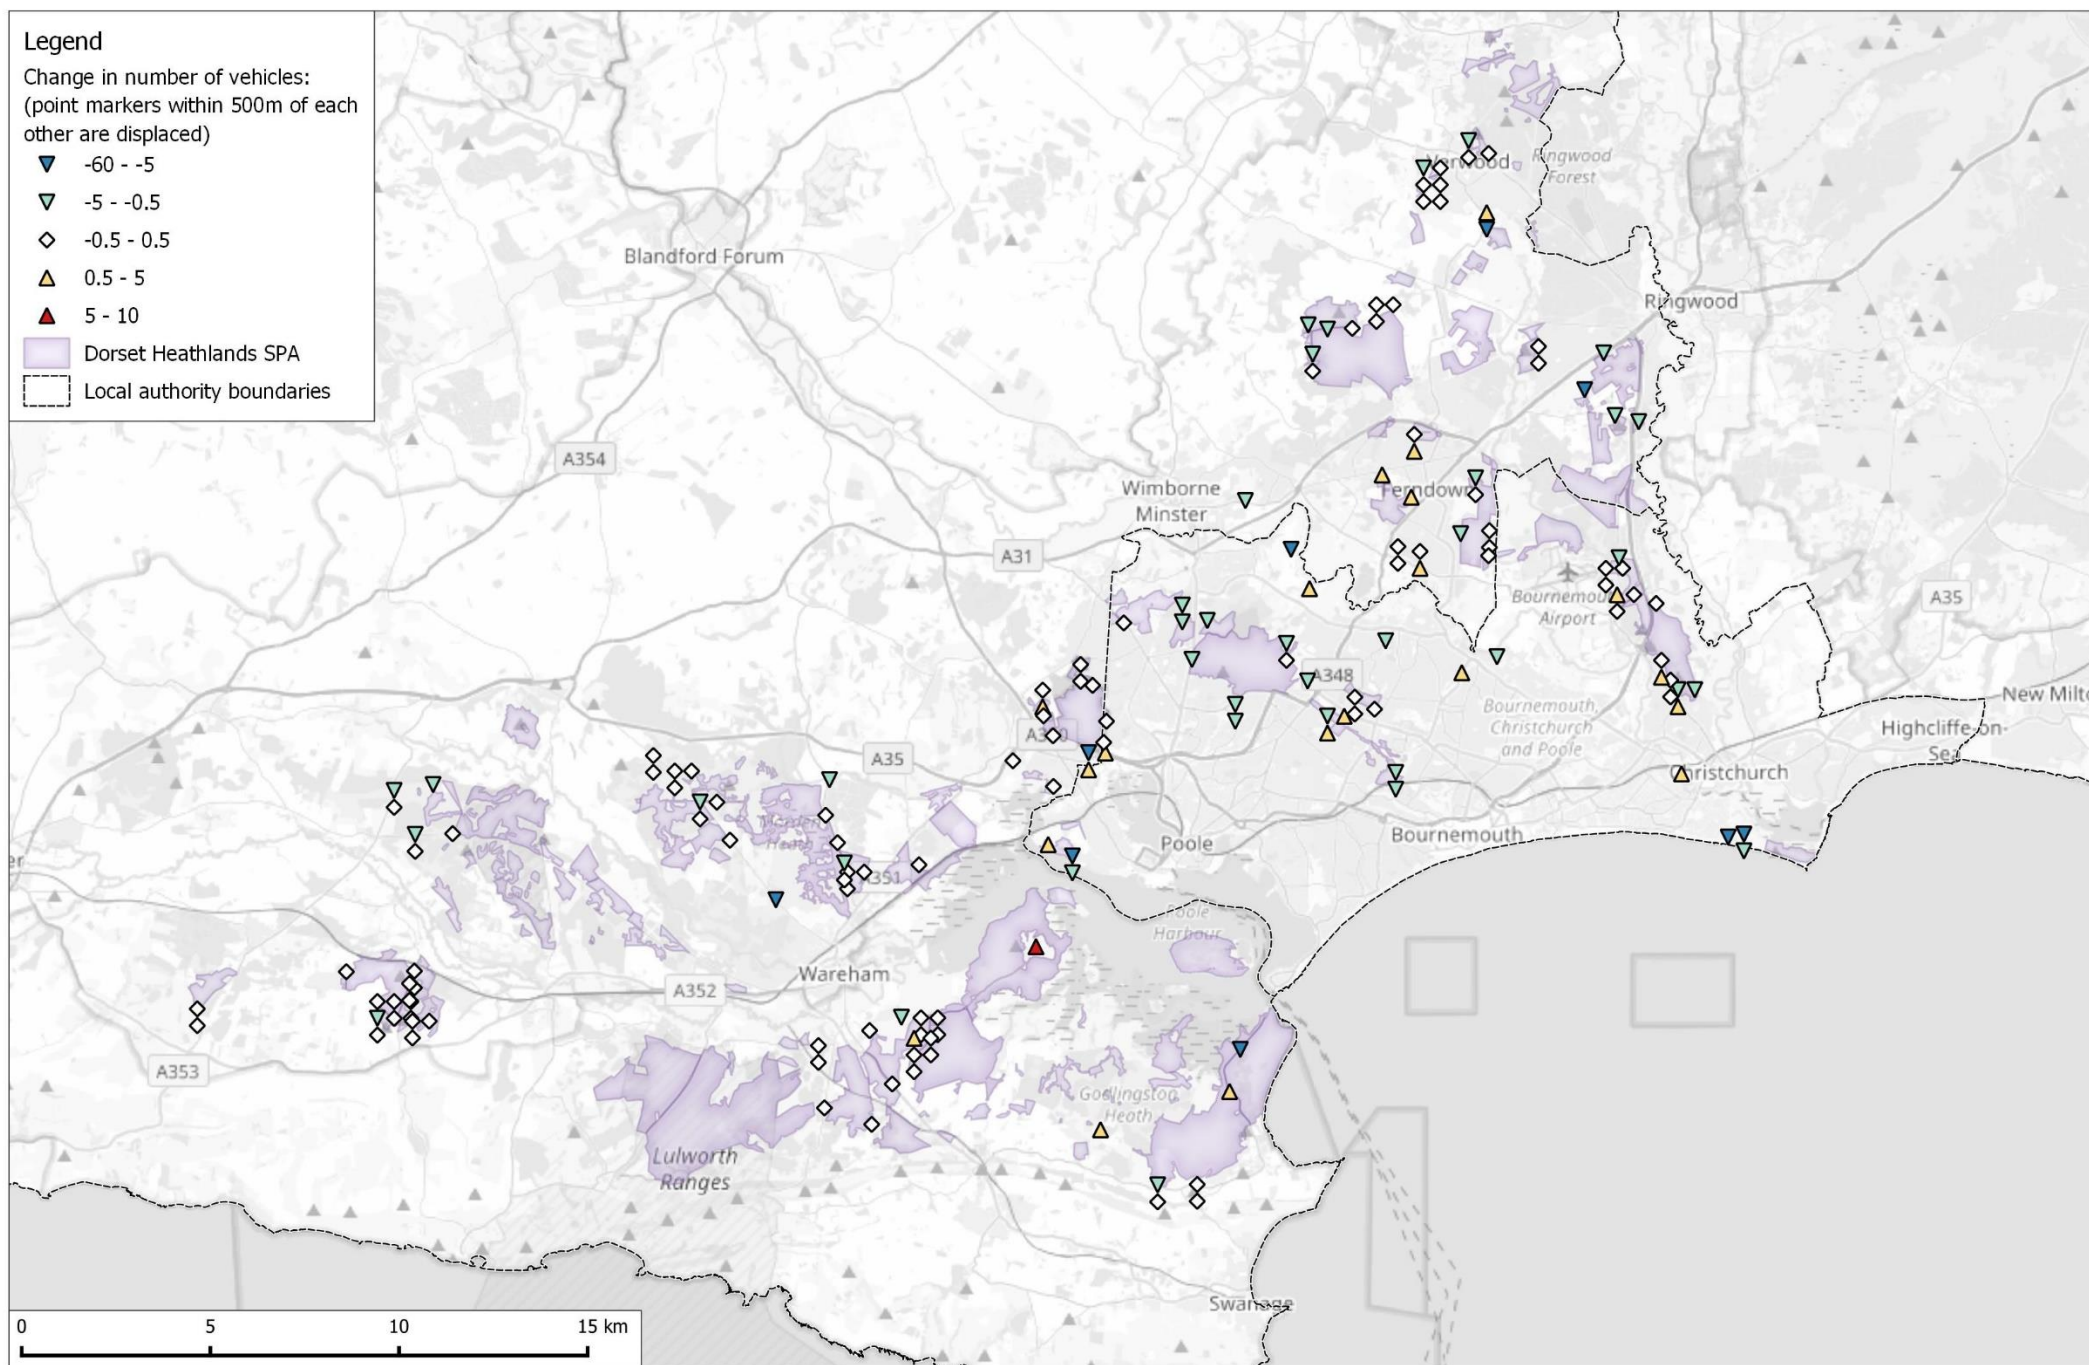 Legend
Change in number of vehicles:
(point markers within 500m of each
other are displaced)
-60 - -5
-5 - -0.5
-0.5 - 0.5
0.5 - 5
5 - 10
Dorset Heathlands SPA
Local authority boundaries
Verwood
Ringwood
Forest
Blandford Forum
Ringwood
A354
Wimborne
Minster
Ferndown
A31
Bournemou
Airport
A35
A348
New Milt
Bournemouth,
Christchurch
and Poole
Highcliffe-on-
Sea
A35
Christchurch
Poole
Bournemouth
er
A351
Poole
Harbour
Wareham
A352
A353
Godlingston
Heath
Lulworth
Ranges
Swanage
0 5 10 15 km